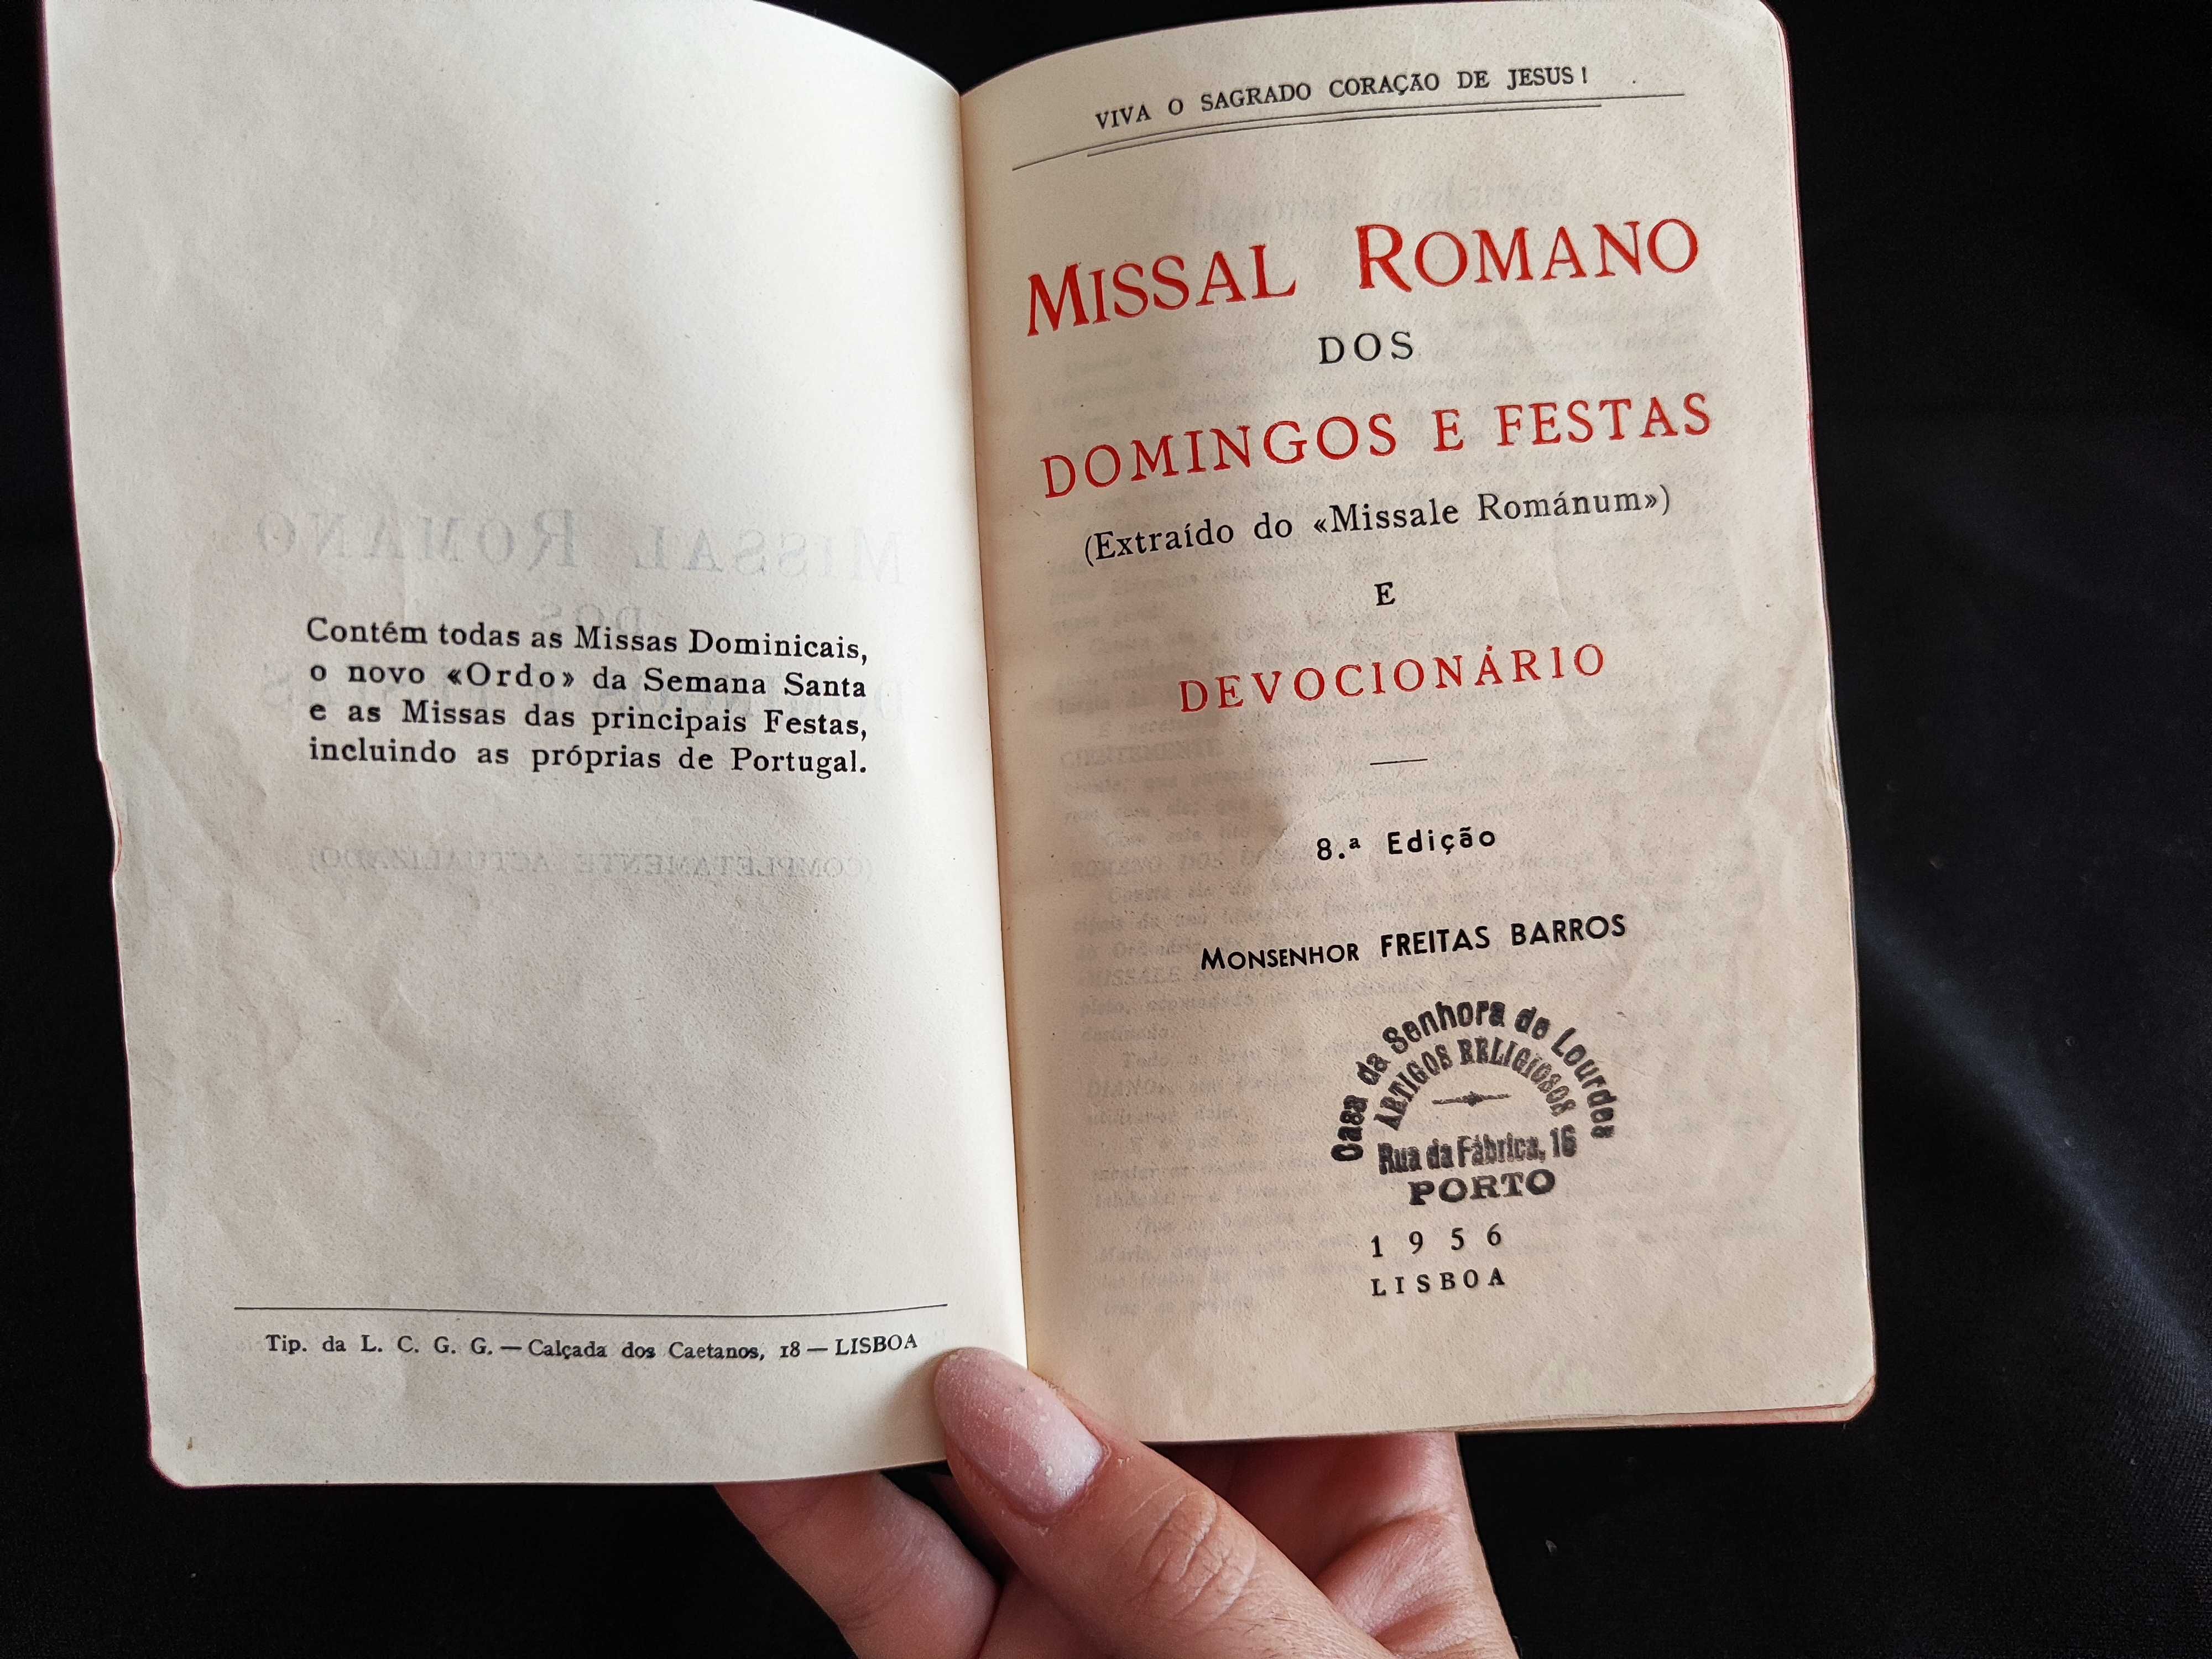 Contém todas as Missas Dominicais,
o novo «Ordo» da Semana Santa
e as Missas das principais Festas,
incluindo as próprias de Portugal.
Tip. da L. C. G. G. — Calçada dos Caetanos, 18 — LISBOA
VIVA O SAGRADO CORAÇÃO DE JESUS!
MISSAL ROMANO
DOS
DOMINGOS E FESTAS
(Extraído do «Missale Románum»)
E
DEVOCIONÁRIO
8.ª Edição
MONSENHOR FREITAS BARROS
Casa da Senhora de Lourdes
ARTIGOS RELIGIOSOS
Rua da Fábrica, 16
PORTO
1956
LISBOA